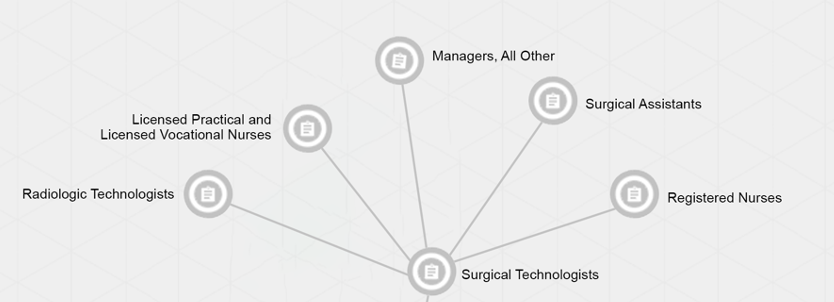 Managers, All Other
Surgical Assistants
Licensed Practical and
Licensed Vocational Nurses
Radiologic Technologists
Registered Nurses
Surgical Technologists